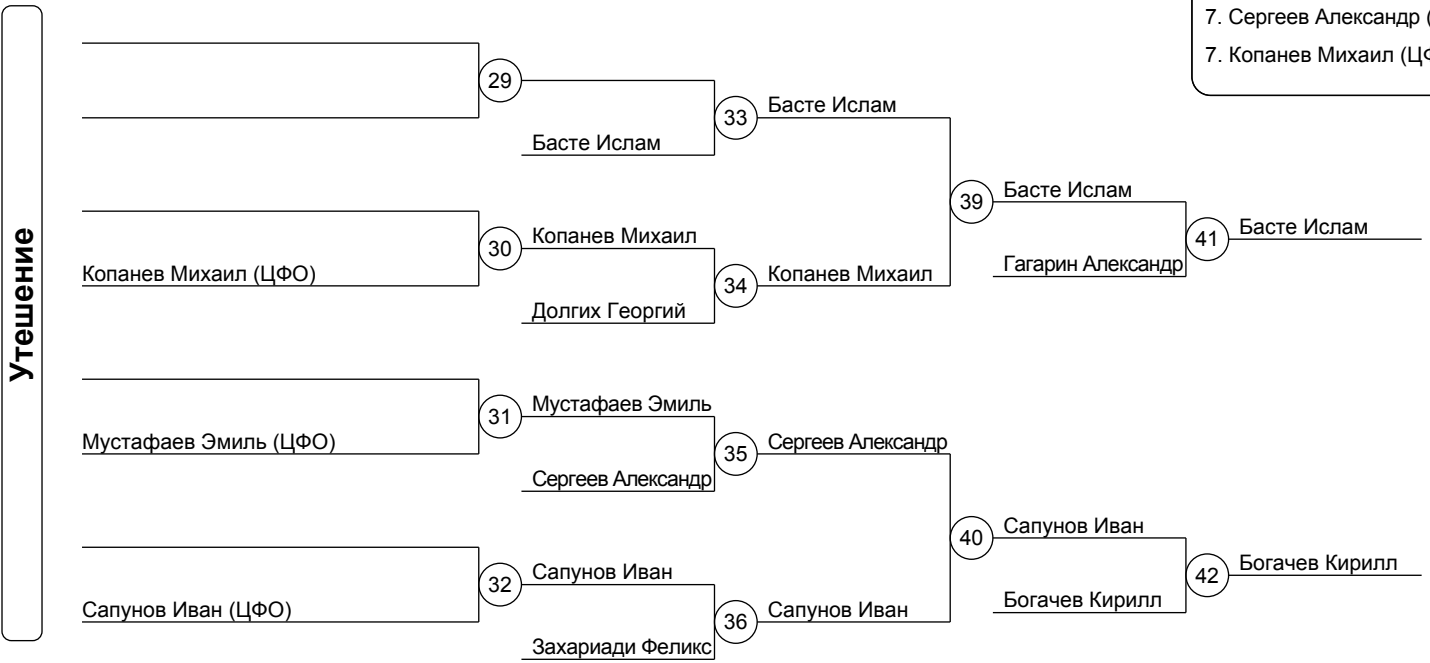 7. Сергеев Александр (
7. Копанев Михаил (ЦФ
Утешение
29
Басте Ислам
33
Басте Ислам
Копанев Михаил (ЦФО)
30
Копанев Михаил
Долгих Георгий
34
Копанев Михаил
39
Басте Ислам
Гагарин Александр
41
Басте Ислам
Мустафаев Эмиль (ЦФО)
31
Мустафаев Эмиль
Сергеев Александр
35
Сергеев Александр
Сапунов Иван (ЦФО)
32
Сапунов Иван
Захариади Феликс
36
Сапунов Иван
40
Сапунов Иван
Богачев Кирилл
42
Богачев Кирилл